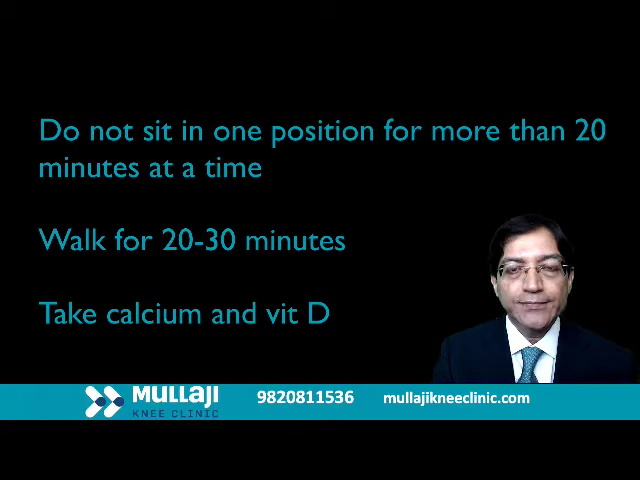 Do not sit in one position for more than 20
minutes at a time
Walk for 20-30 minutes
Take calcium and vit D
MULLAJI
KNEE CLINIC
9820811536
mullajikneeclinic.com